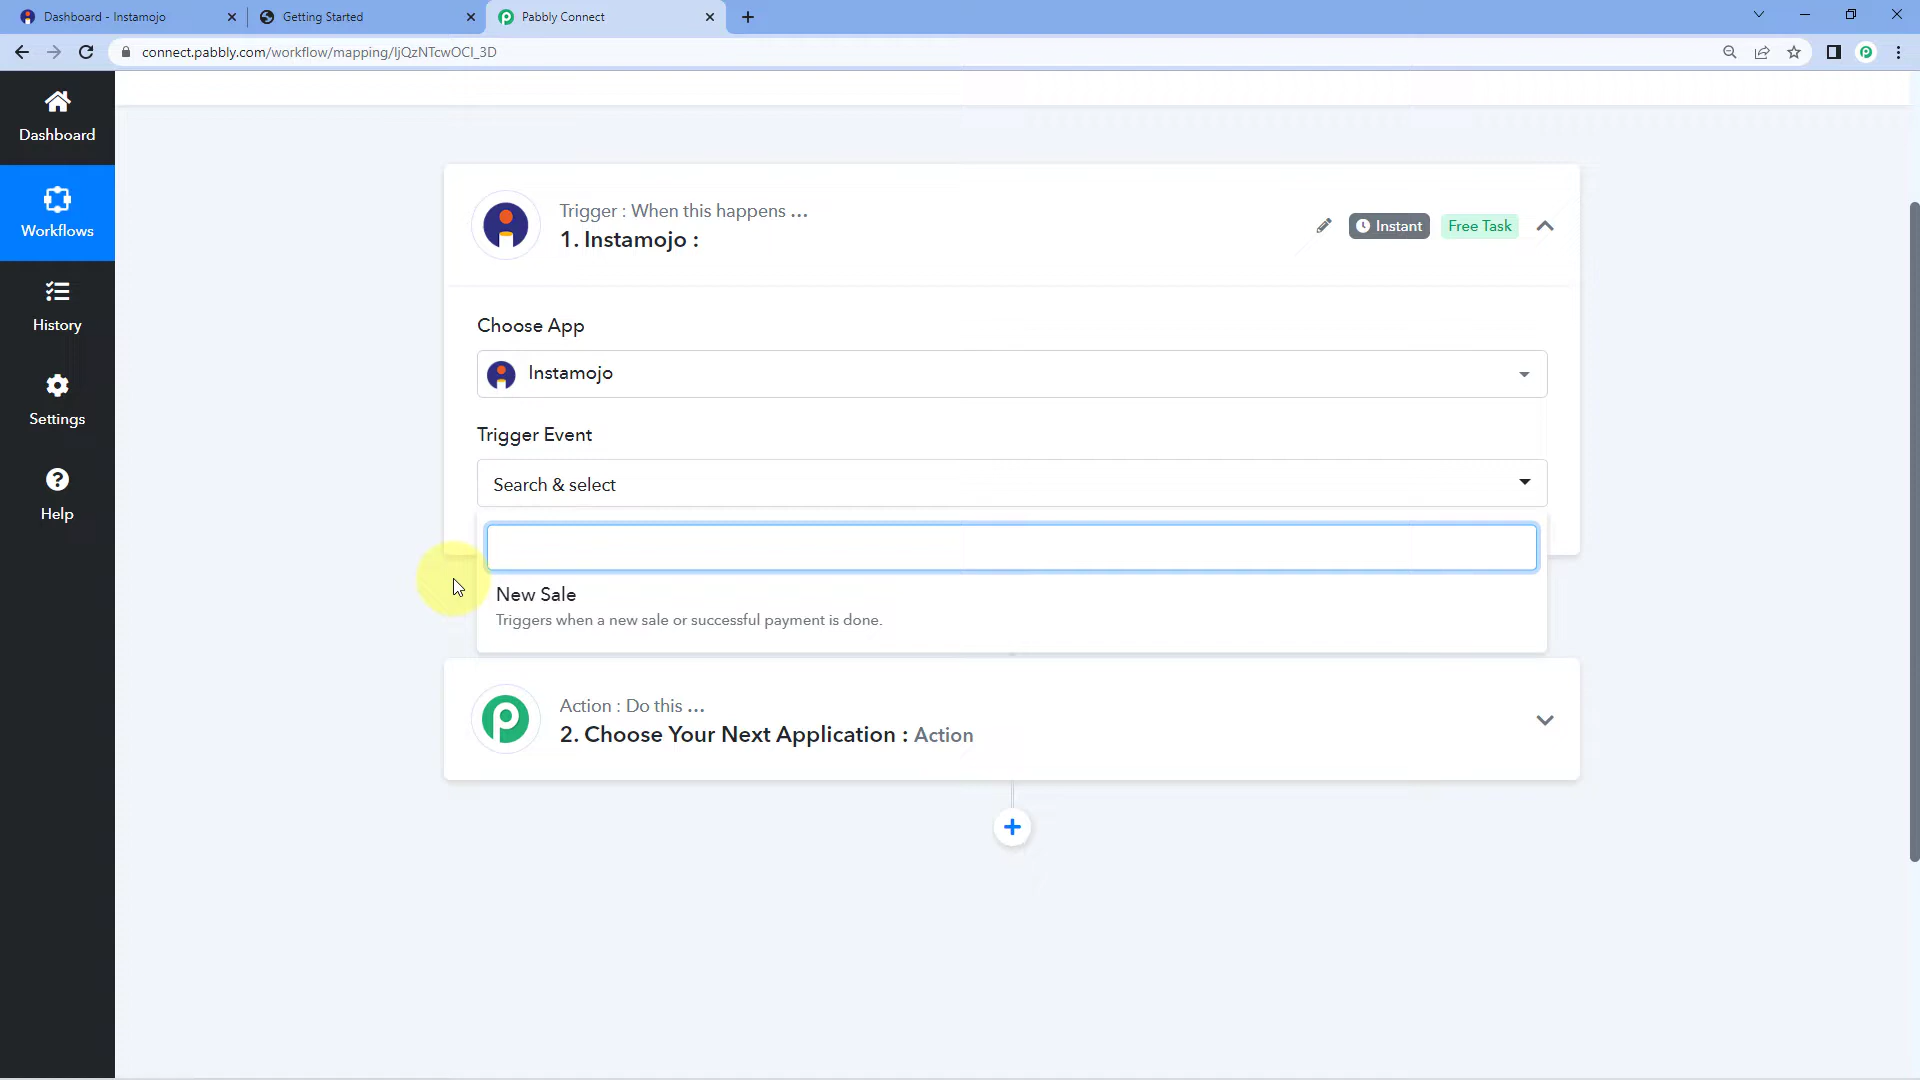 Dashboard - Instamojo
Getting Started
Pabbly Connect
connect.pabbly.com/workflow/mapping/IjQzNTcwOCI_3D
Dashboard
Workflows
History
Settings
Help
Trigger : When this happens ...
1. Instamojo :
Instant
Free Task
Choose App
Instamojo
Trigger Event
Search & select
New Sale
Triggers when a new sale or successful payment is done.
Action : Do this ...
2. Choose Your Next Application : Action